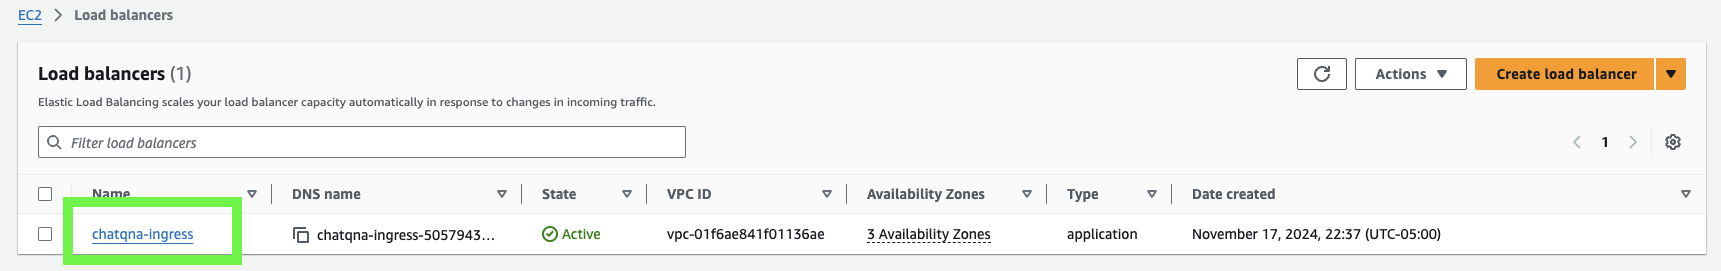 EC2 > Load balancers
Load balancers (1)
Actions
Create load balancer
Elastic Load Balancing scales your load balancer capacity automatically in response to changes in incoming traffic.
Filter load balancers
1
Name DNS name State VPC ID Availability Zones Type Date created
chatqna-ingress chatqna-ingress-5057943... Active vpc-01f6ae841f01136ae 3 Availability Zones application November 17, 2024, 22:37 (UTC-05:00)